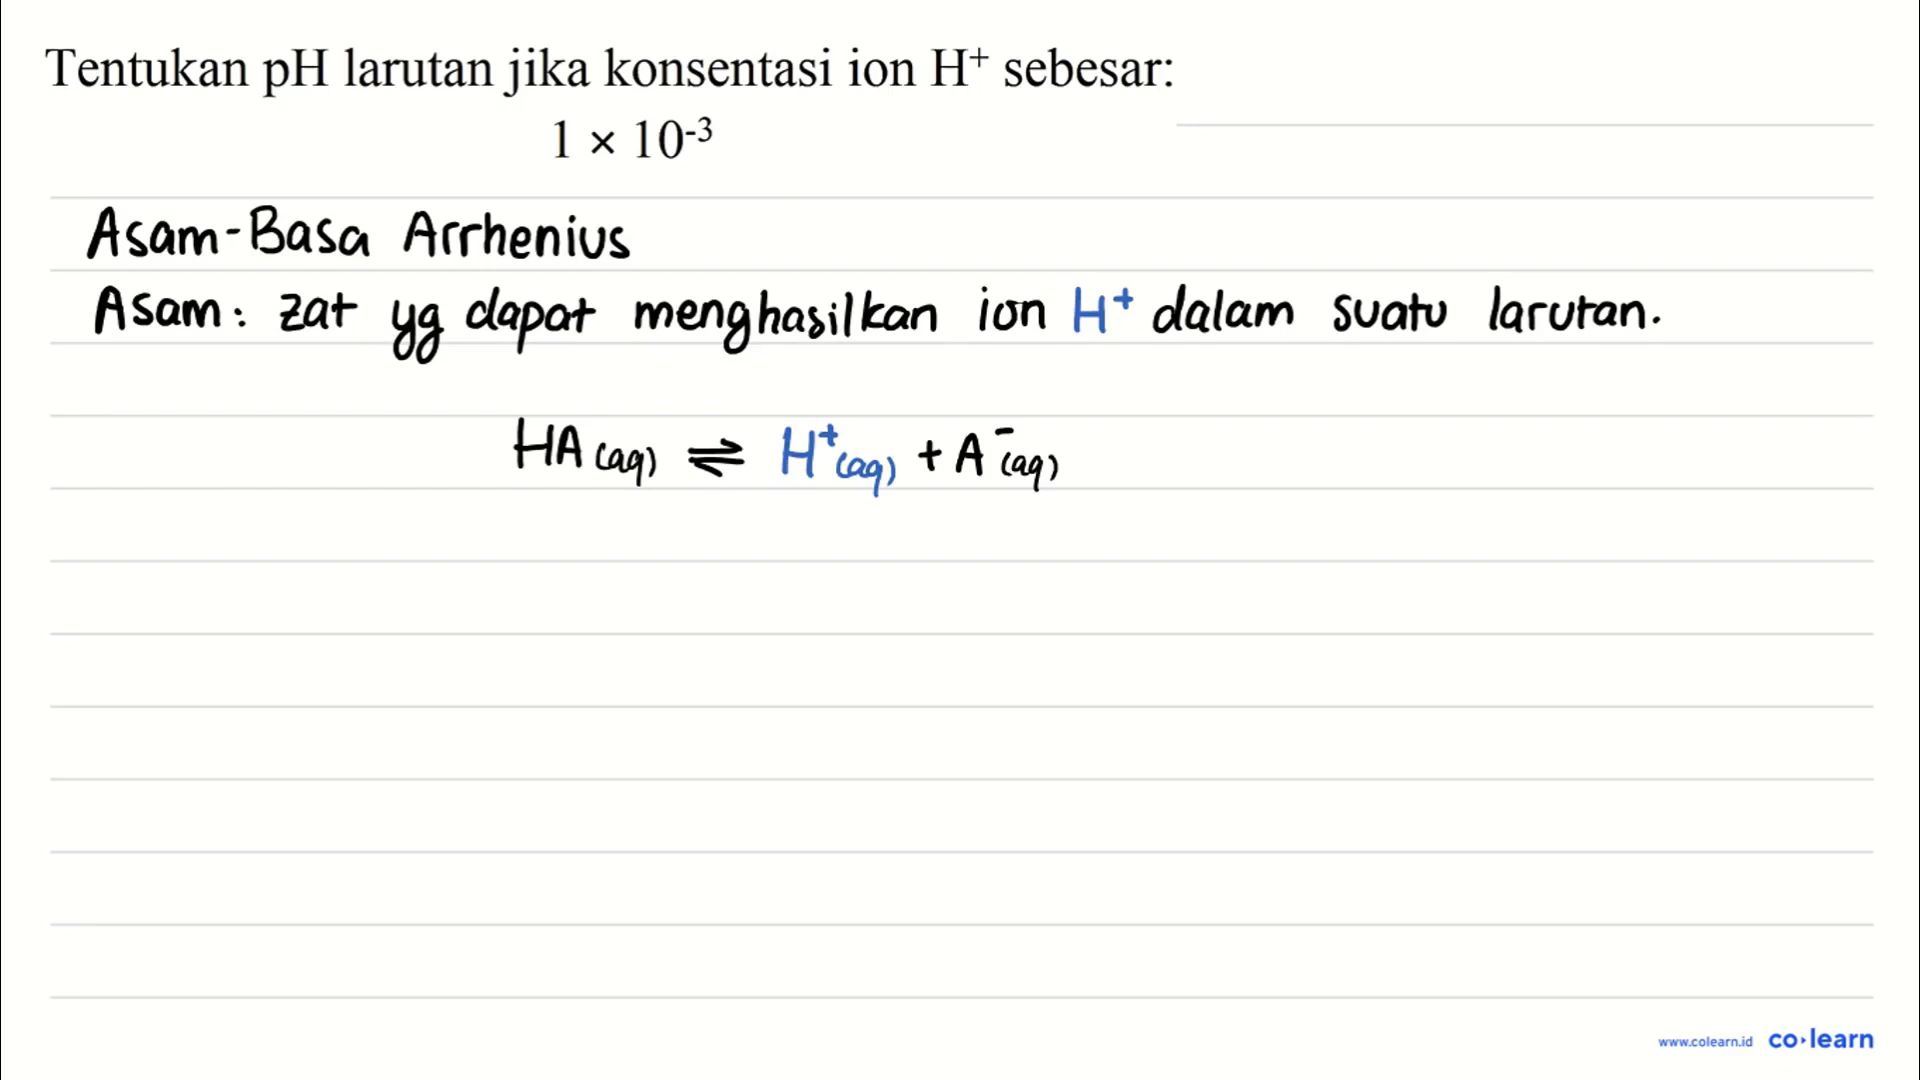 Tentukan pH larutan jika konsentasi ion H⁺ sebesar:
1 × 10⁻³
Asam-Basa Arrhenius
Asam: zat yg dapat menghasilkan ion H⁺ dalam suatu larutan.
HA (aq) ⇌ H⁺(aq) + A⁻(aq)
www.colearn.id co▸learn